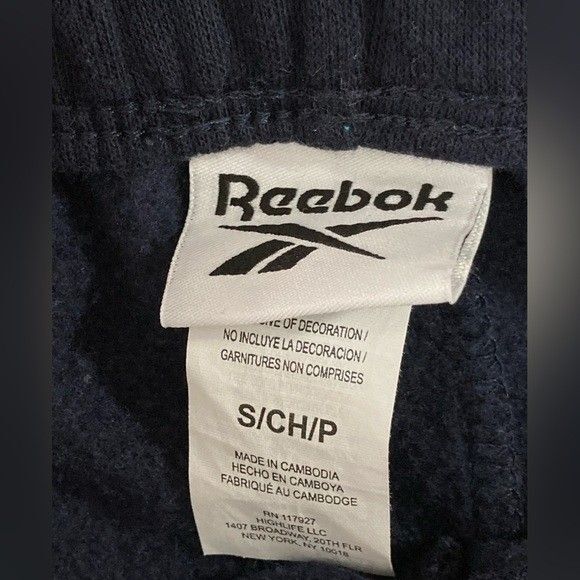 Reebok
OF DECORATION /
NO INCLUYE LA DECORACION /
GARNITURES NON COMPRISES
S/CH/P
MADE IN CAMBODIA
HECHO EN CAMBOYA
FABRIQUÉ AU CAMBODGE
RN 117927
HIGHLIFE LLC
1407 BROADWAY, 20TH FLR
NEW YORK, NY 10018